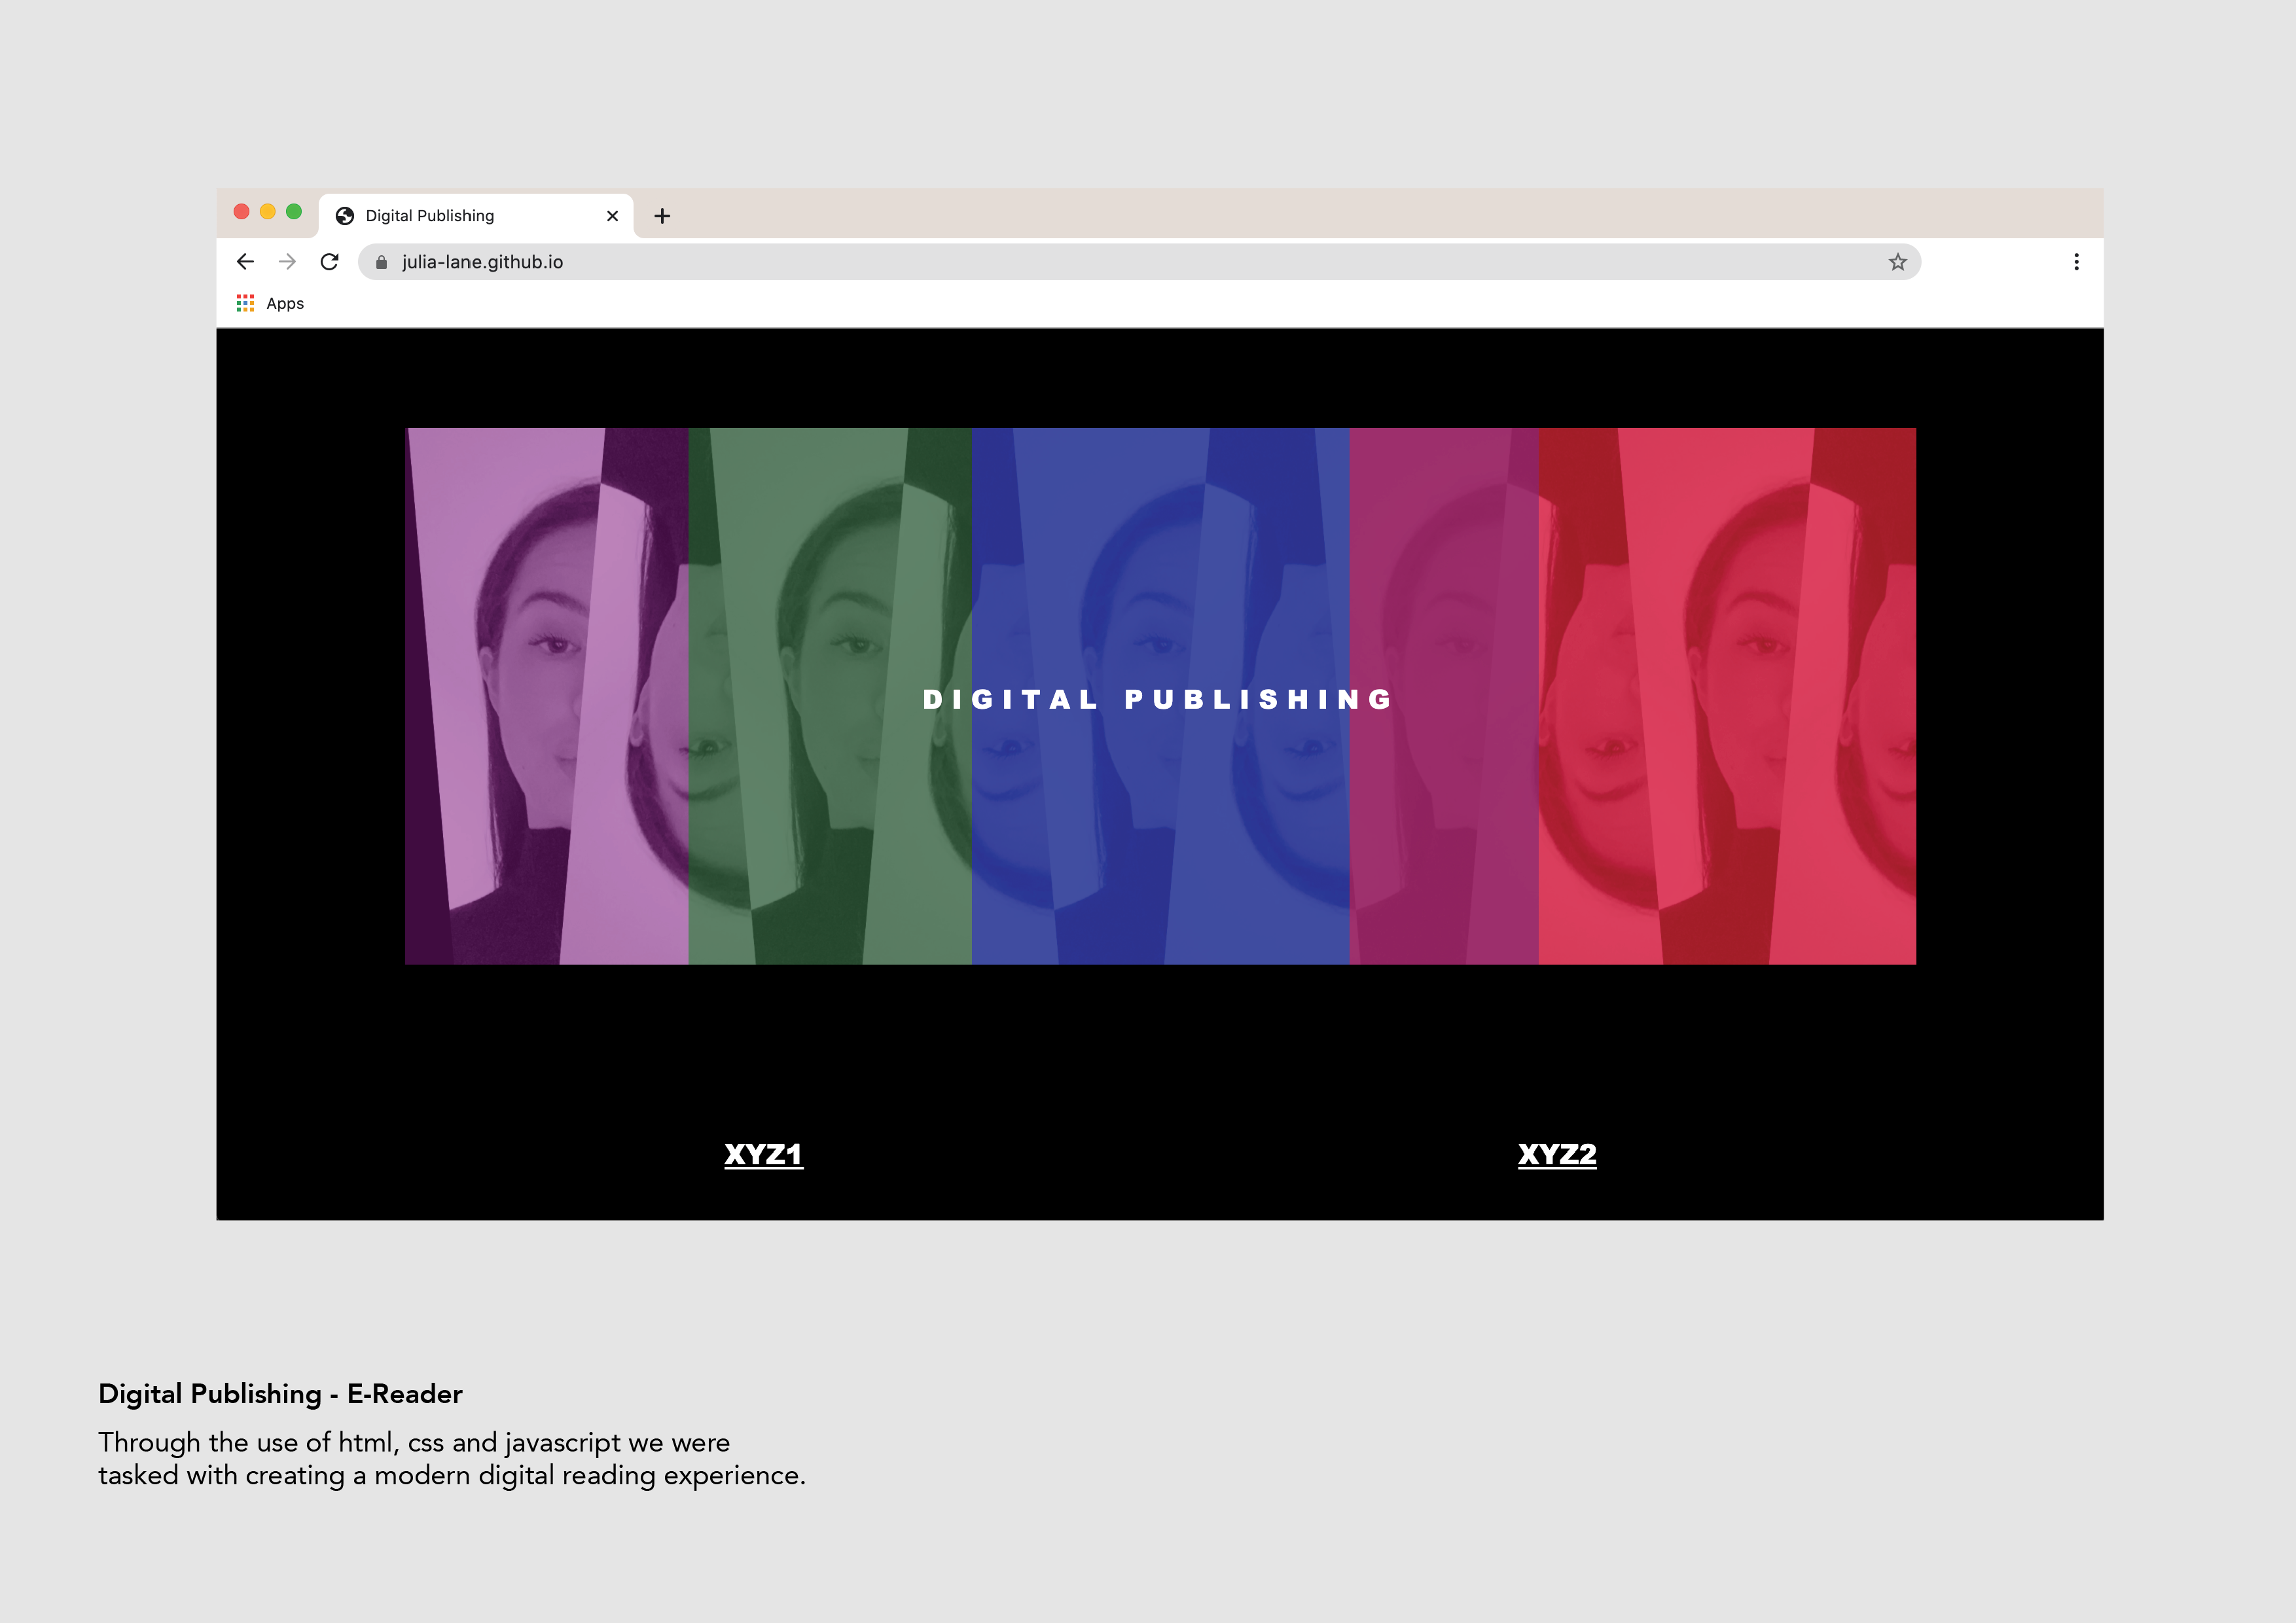 Digital Publishing
julia-lane.github.io
Apps
DIGITAL PUBLISHING
XYZ1 XYZ2
Digital Publishing - E-Reader
Through the use of html, css and javascript we were
tasked with creating a modern digital reading experience.